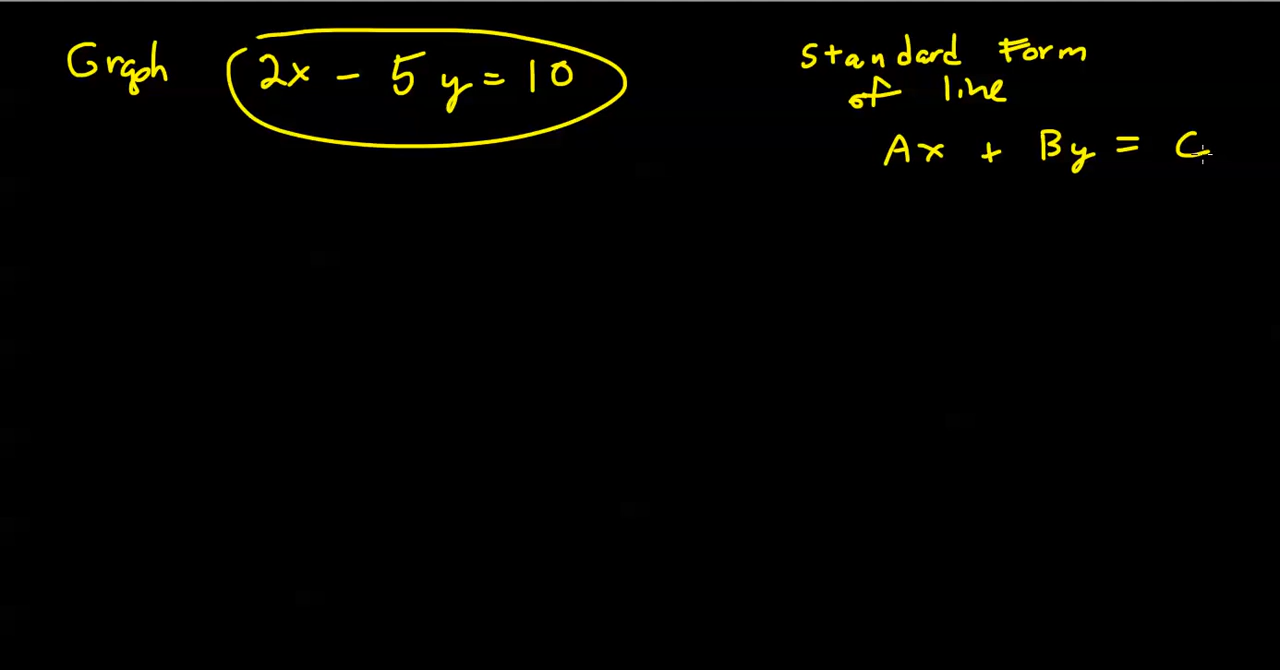 Graph 2x - 5y = 10
Standard Form
of line
Ax + By = C